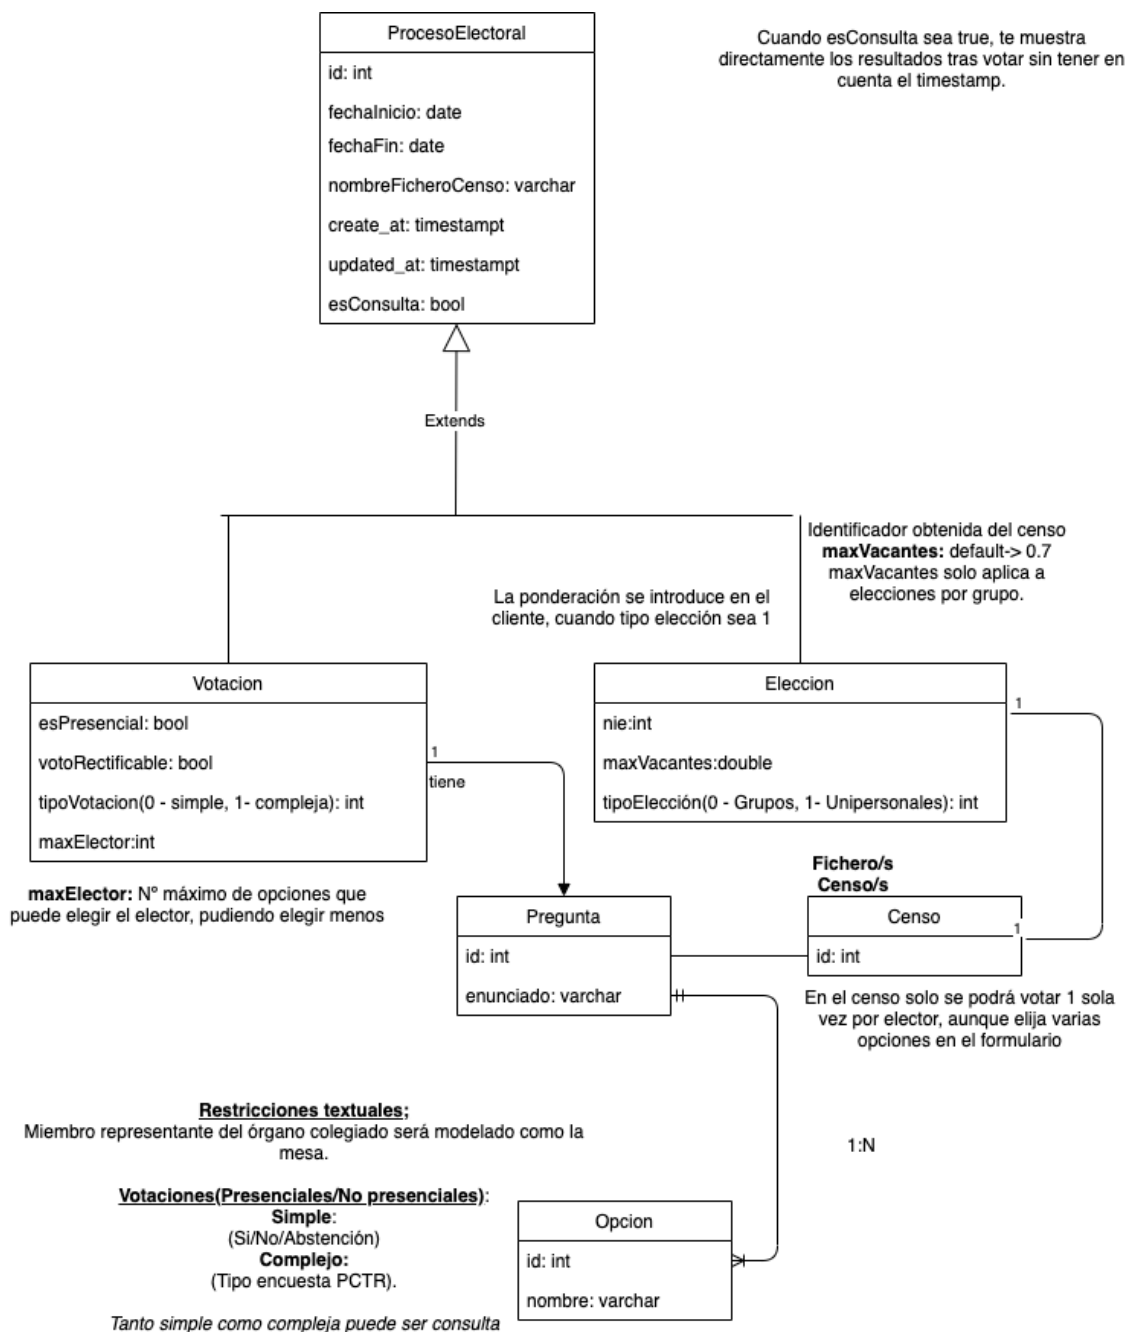 ProcesoElectoral
id: int
fechaInicio: date
fechaFin: date
nombreFicheroCenso: varchar
create_at: timestampt
updated_at: timestampt
esConsulta: bool
Cuando esConsulta sea true, te muestra
directamente los resultados tras votar sin tener en
cuenta el timestamp.
Extends
Identificador obtenida del censo
maxVacantes: default-> 0.7
maxVacantes solo aplica a
elecciones por grupo.
La ponderación se introduce en el
cliente, cuando tipo elección sea 1
Votacion
esPresencial: bool
votoRectificable: bool
tipoVotacion(0 - simple, 1- compleja): int
maxElector:int
1
tiene
Eleccion
nie:int
maxVacantes:double
tipoElección(0 - Grupos, 1- Unipersonales): int
1
maxElector: Nº máximo de opciones que
puede elegir el elector, pudiendo elegir menos
Pregunta
id: int
enunciado: varchar
Fichero/s
Censo/s
Censo
1
id: int
En el censo solo se podrá votar 1 sola
vez por elector, aunque elija varias
opciones en el formulario
Restricciones textuales;
Miembro representante del órgano colegiado será modelado como la
mesa.
1:N
Votaciones(Presenciales/No presenciales):
Simple:
(Si/No/Abstención)
Complejo:
(Tipo encuesta PCTR).
Tanto simple como compleja puede ser consulta
Opcion
id: int
nombre: varchar